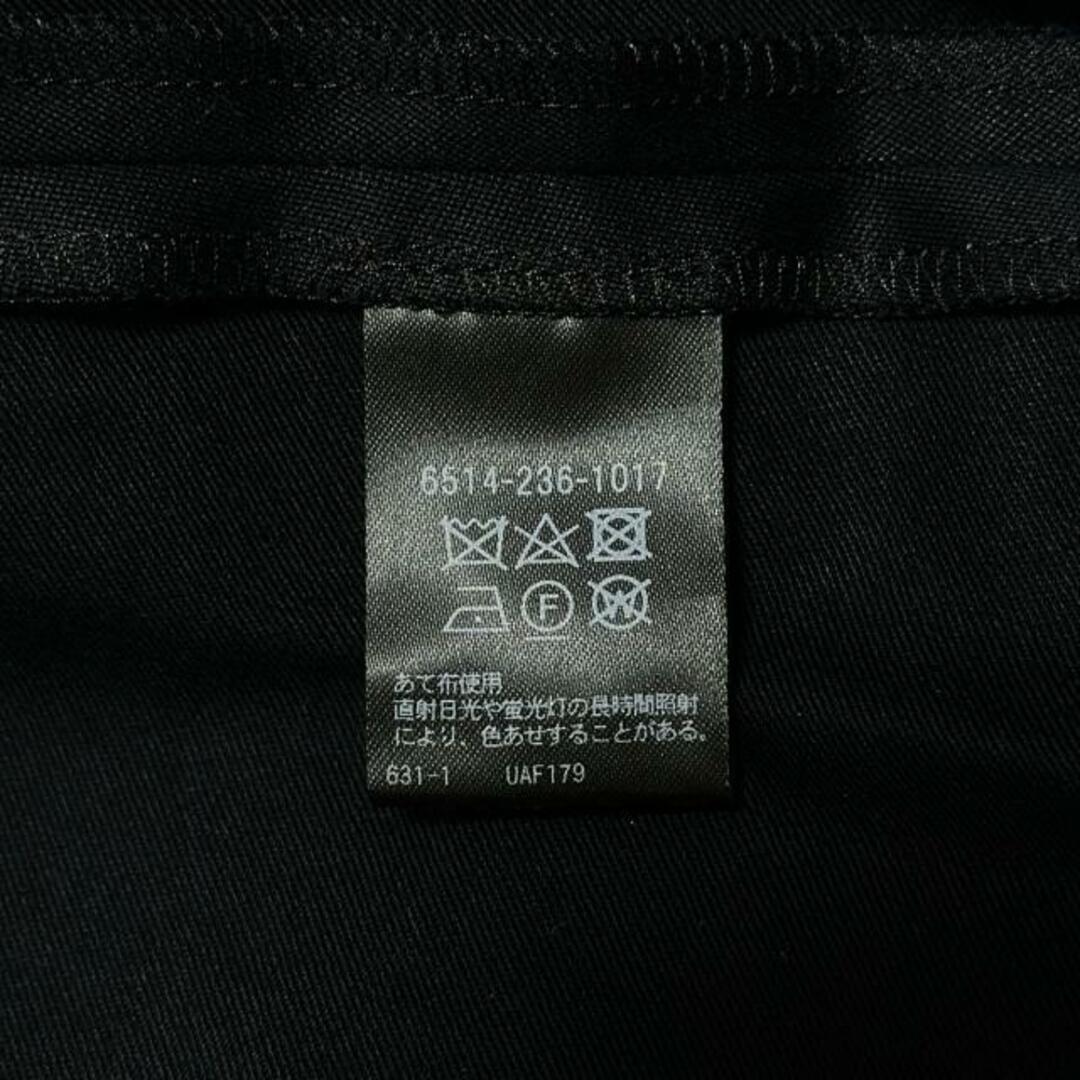 6514-236-1017
F
W
あて布使用
直射日光や蛍光灯の長時間照射
により、色あせすることがある。
631-1 UAF179